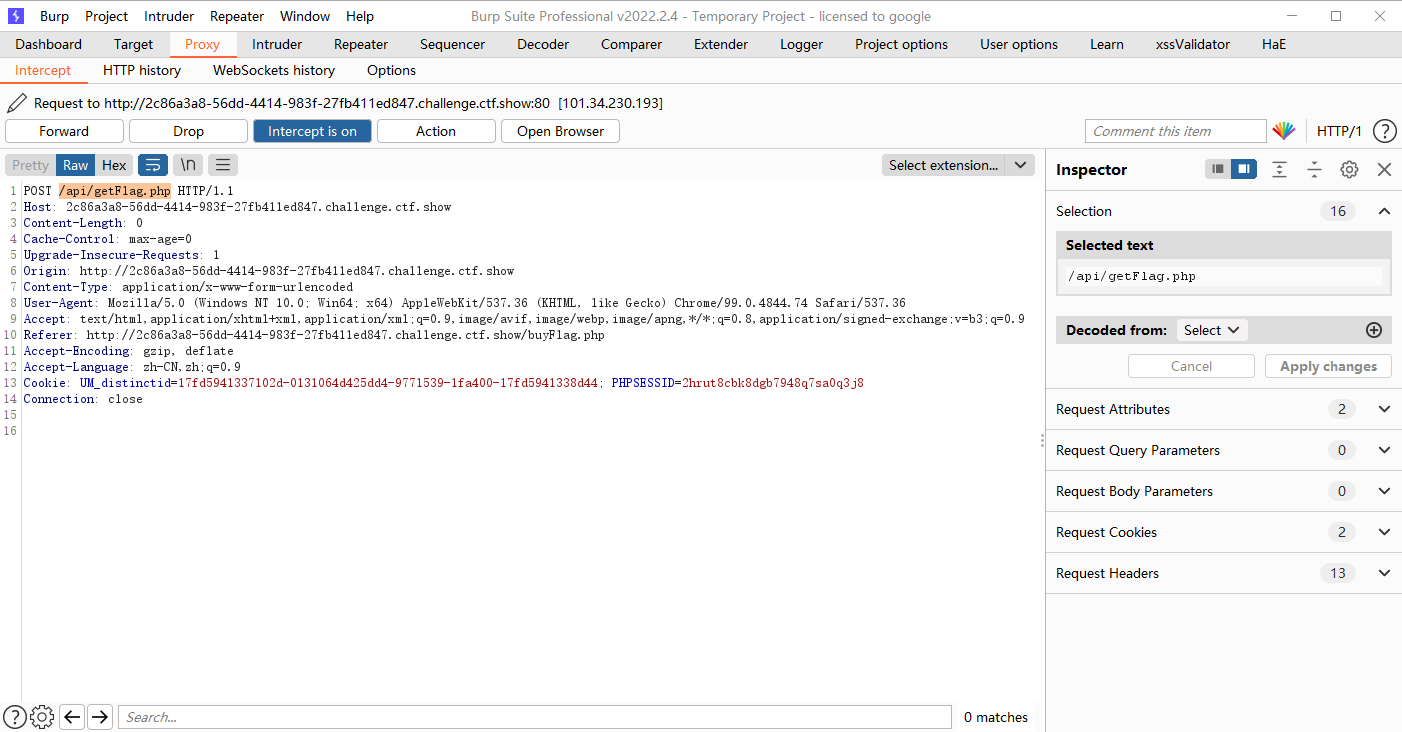 Burp Project Intruder Repeater Window Help Burp Suite Professional v2022.2.4 - Temporary Project - licensed to google
Dashboard Target Proxy Intruder Repeater Sequencer Decoder Comparer Extender Logger Project options User options Learn xssValidator HaE
Intercept HTTP history WebSockets history Options
Request to http://2c86a3a8-56dd-4414-983f-27fb411ed847.challenge.ctf.show:80 [101.34.230.193]
Forward Drop Intercept is on Action Open Browser Comment this item HTTP/1 ?
Pretty Raw Hex \n Select extension... Inspector
1 POST /api/getFlag.php HTTP/1.1
2 Host: 2c86a3a8-56dd-4414-983f-27fb411ed847.challenge.ctf.show
3 Content-Length: 0
4 Cache-Control: max-age=0
5 Upgrade-Insecure-Requests: 1
6 Origin: http://2c86a3a8-56dd-4414-983f-27fb411ed847.challenge.ctf.show
7 Content-Type: application/x-www-form-urlencoded
8 User-Agent: Mozilla/5.0 (Windows NT 10.0; Win64; x64) AppleWebKit/537.36 (KHTML, like Gecko) Chrome/99.0.4844.74 Safari/537.36
9 Accept: text/html,application/xhtml+xml,application/xml;q=0.9,image/avif,image/webp,image/apng,*/*;q=0.8,application/signed-exchange;v=b3;q=0.9
10 Referer: http://2c86a3a8-56dd-4414-983f-27fb411ed847.challenge.ctf.show/buyFlag.php
11 Accept-Encoding: gzip, deflate
12 Accept-Language: zh-CN,zh;q=0.9
13 Cookie: UM_distinctid=17fd5941337102d-0131064d425dd4-9771539-1fa400-17fd5941338d44; PHPSESSID=2hrut8cbk8dgb7948q7sa0q3j8
14 Connection: close
15
16
Selection 16
Selected text
/api/getFlag.php
Decoded from: Select
Cancel Apply changes
Request Attributes 2
Request Query Parameters 0
Request Body Parameters 0
Request Cookies 2
Request Headers 13
? Search... 0 matches